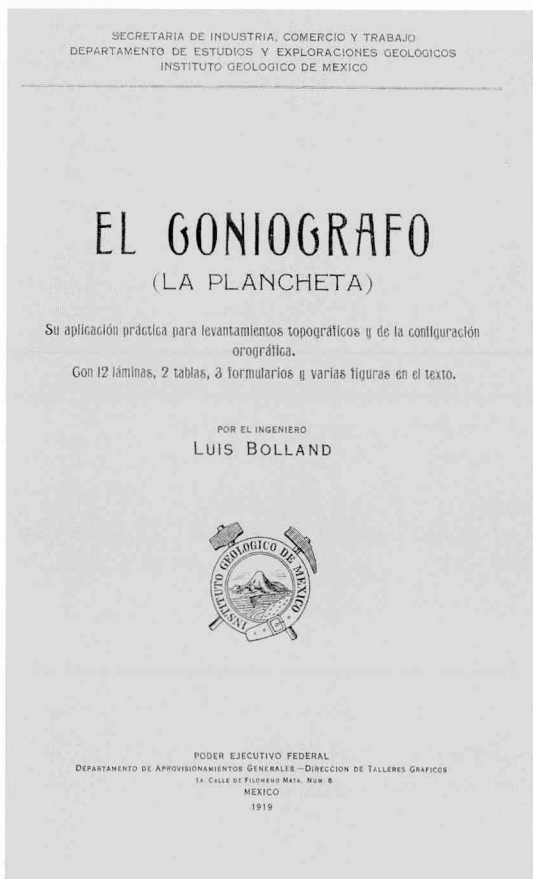 SECRETARIA DE INDUSTRIA, COMERCIO Y TRABAJO
DEPARTAMENTO DE ESTUDIOS Y EXPLORACIONES GEOLOGICOS
INSTITUTO GEOLOGICO DE MEXICO
EL GONIOGRAFO
(LA PLANCHETA)
Su aplicación práctica para levantamientos topográficos y de la configuración
orográfica.
Con 12 láminas, 2 tablas, 3 formularios y varias figuras en el texto.
POR EL INGENIERO
LUIS BOLLAND
INSTITUTO GEOLOGICO DE MEXICO
PODER EJECUTIVO FEDERAL
DEPARTAMENTO DE APROVISIONAMIENTOS GENERALES.—DIRECCION DE TALLERES GRAFICOS
1A. CALLE DE FILOMENO MATA, NUM. 8
MEXICO
1919